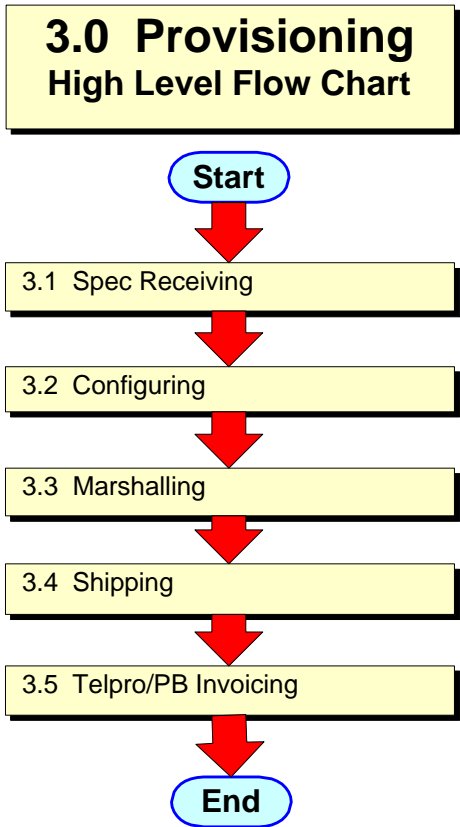 3.0 Provisioning
High Level Flow Chart
Start
3.1 Spec Receiving
3.2 Configuring
3.3 Marshalling
3.4 Shipping
3.5 Telpro/PB Invoicing
End